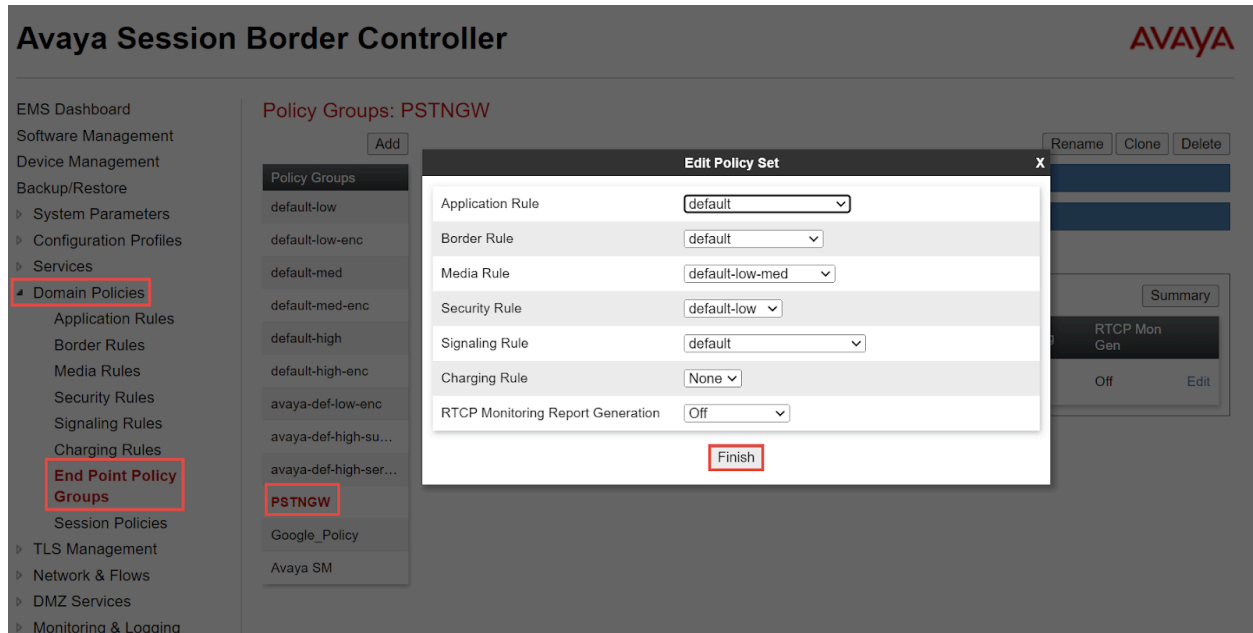 Avaya Session Border Controller
AVAYA
EMS Dashboard
Software Management
Device Management
Backup/Restore
System Parameters
Configuration Profiles
Services
Domain Policies
Application Rules
Border Rules
Media Rules
Security Rules
Signaling Rules
Charging Rules
End Point Policy
Groups
Session Policies
TLS Management
Network & Flows
DMZ Services
Monitoring & Logging
Policy Groups: PSTNGW
Add
Rename Clone Delete
Policy Groups
default-low
default-low-enc
default-med
default-med-enc
default-high
default-high-enc
avaya-def-low-enc
avaya-def-high-su...
avaya-def-high-ser...
PSTNGW
Google_Policy
Avaya SM
Edit Policy Set X
Application Rule default
Border Rule default
Media Rule default-low-med
Security Rule default-low
Signaling Rule default
Charging Rule None
RTCP Monitoring Report Generation Off
Finish
Summary
RTCP Mon
Gen
Off Edit